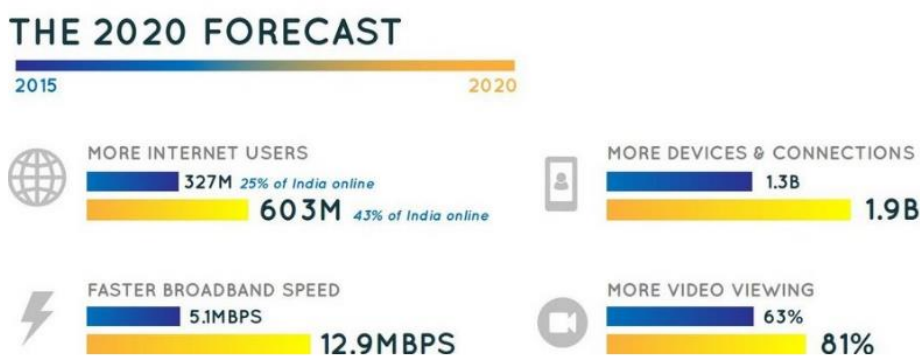 THE 2020 FORECAST
2015
2020
MORE INTERNET USERS
327M 25% of India online
603M 43% of India online
MORE DEVICES & CONNECTIONS
1.3B
1.9B
FASTER BROADBAND SPEED
5.1MBPS
12.9MBPS
MORE VIDEO VIEWING
63%
81%